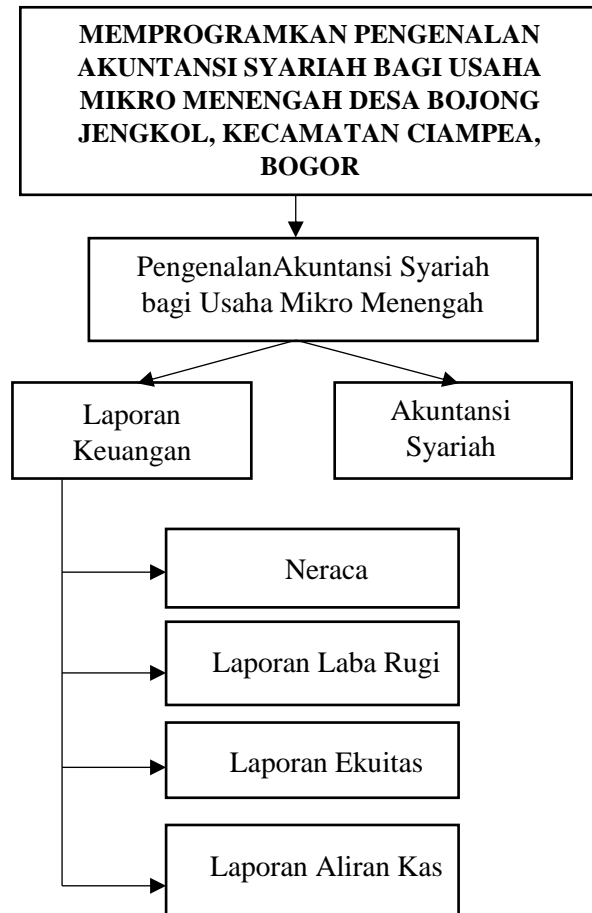 MEMPROGRAMKAN PENGENALAN
AKUNTANSI SYARIAH BAGI USAHA
MIKRO MENENGAH DESA BOJONG
JENGKOL, KECAMATAN CIAMPEA,
BOGOR
PengenalanAkuntansi Syariah
bagi Usaha Mikro Menengah
Laporan
Keuangan
Akuntansi
Syariah
Neraca
Laporan Laba Rugi
Laporan Ekuitas
Laporan Aliran Kas